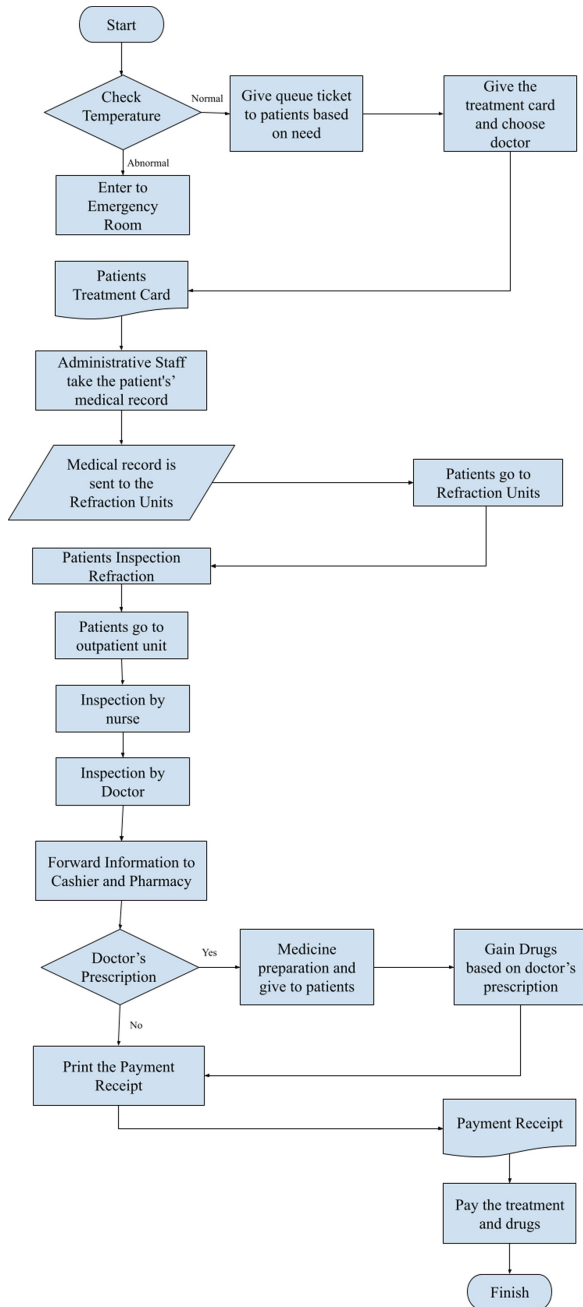 Start
Check
Temperature
Normal
Give queue ticket
to patients based
on need
Give the
treatment card
and choose
doctor
Abnormal
Enter to
Emergency
Room
Patients
Treatment Card
Administrative Staff
take the patient's’
medical record
Medical record is
sent to the
Refraction Units
Patients go to
Refraction Units
Patients Inspection
Refraction
Patients go to
outpatient unit
Inspection by
nurse
Inspection by
Doctor
Forward Information to
Cashier and Pharmacy
Doctor’s
Prescription
Yes
Medicine
preparation and
give to patients
Gain Drugs
based on doctor’s
prescription
No
Print the Payment
Receipt
Payment Receipt
Pay the treatment
and drugs
Finish